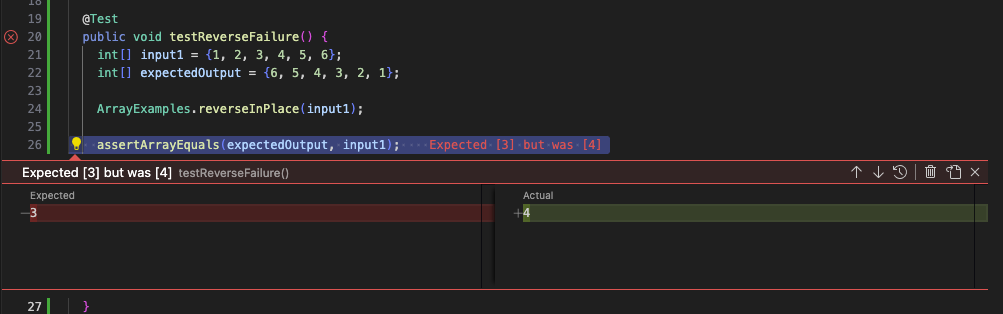 18
19 @Test
20 public void testReverseFailure() {
21 int[] input1 = {1, 2, 3, 4, 5, 6};
22 int[] expectedOutput = {6, 5, 4, 3, 2, 1};
23
24 ArrayExamples.reverseInPlace(input1);
25
26 assertArrayEquals(expectedOutput, input1); Expected [3] but was [4]
Expected [3] but was [4] testReverseFailure()
Expected Actual
−3 +4
27 }